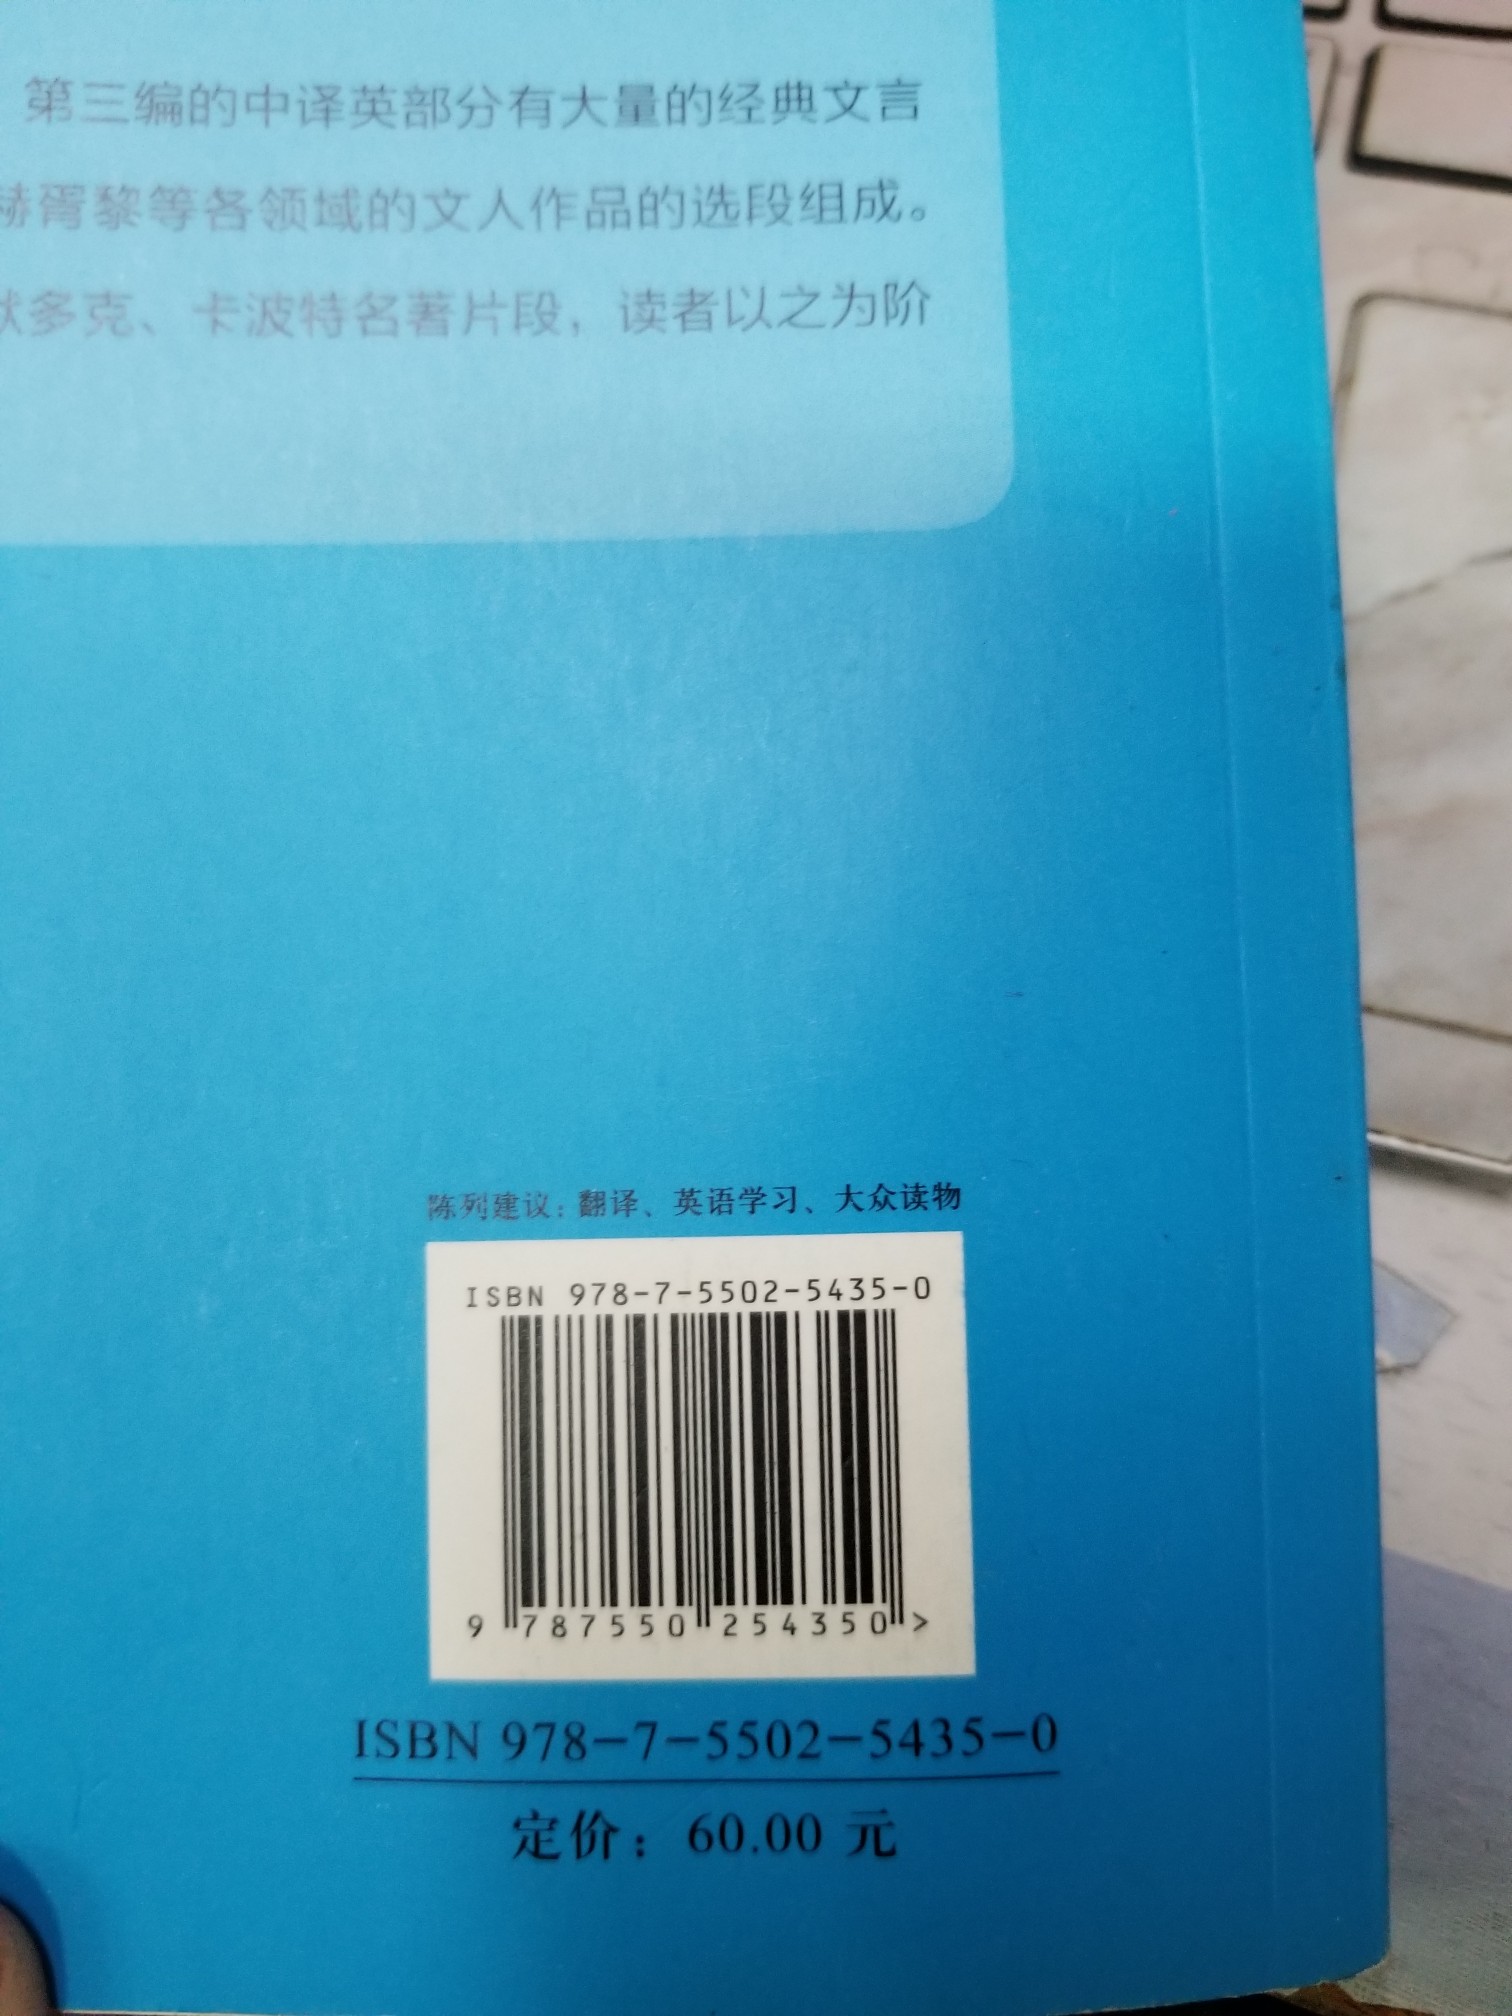 第三编的中译英部分有大量的经典文言
赫胥黎等各领域的文人作品的选段组成。
默多克、卡波特名著片段，读者以之为阶
陈列建议：翻译、英语学习、大众读物
ISBN 978-7-5502-5435-0
9 787550 254350 >
ISBN 978-7-5502-5435-0
定价：60.00 元